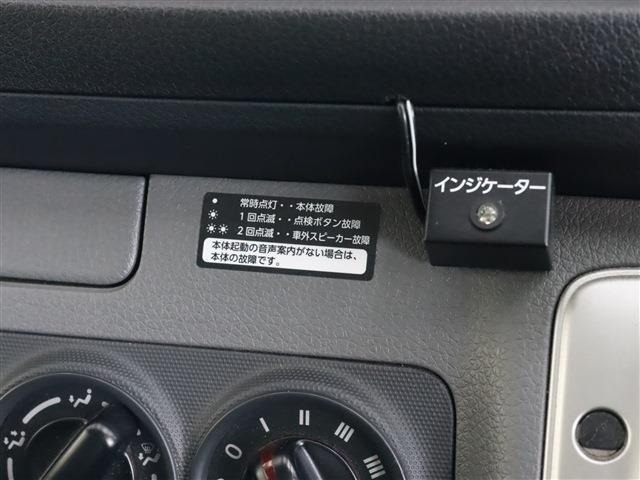 インジケーター
● 常時点灯・・本体故障
☀ 1回点滅・・点検ボタン故障
☀☀ 2回点滅・・車外スピーカー故障
本体起動の音声案内がない場合は、
本体の故障です。
O I II III IIII